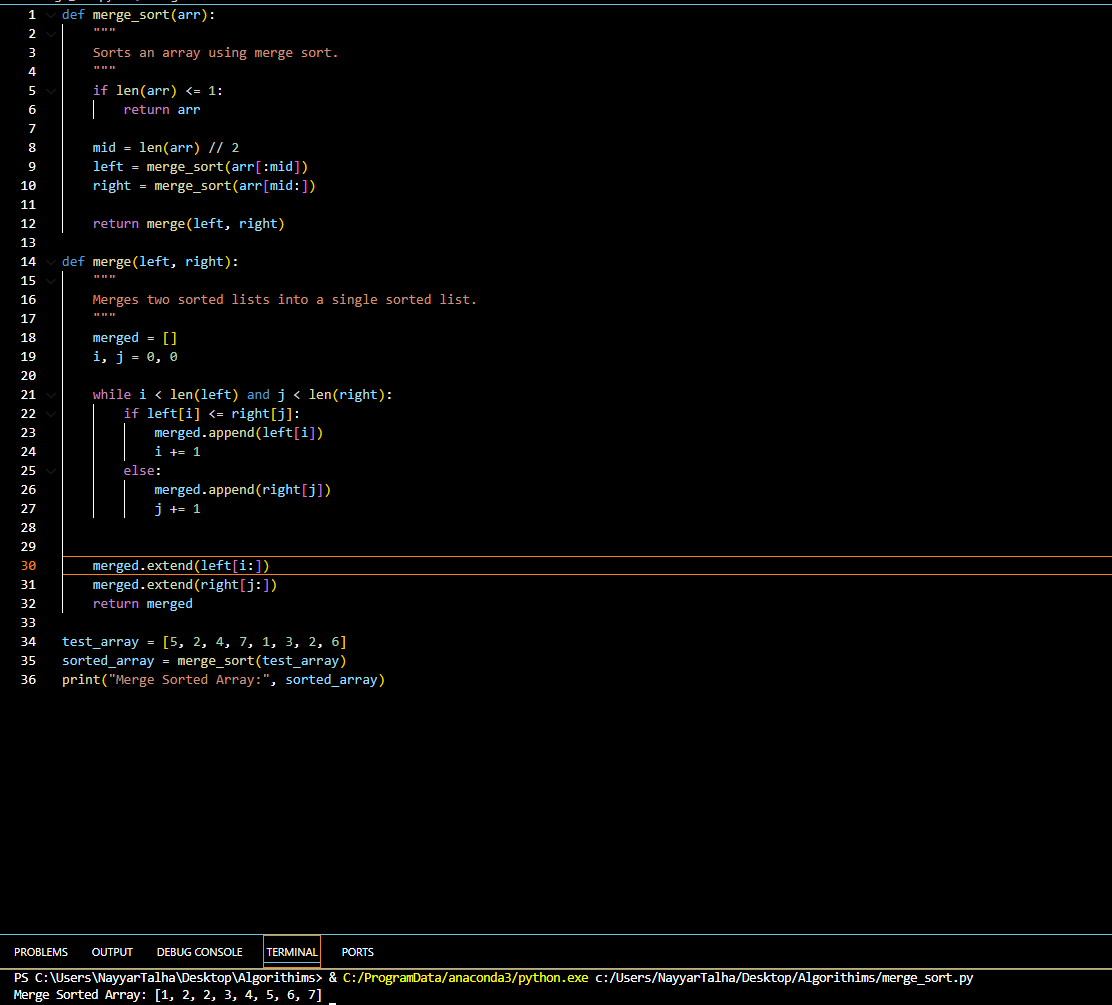 1 def merge_sort(arr):
2 """
3 Sorts an array using merge sort.
4 """
5 if len(arr) <= 1:
6 return arr
7
8 mid = len(arr) // 2
9 left = merge_sort(arr[:mid])
10 right = merge_sort(arr[mid:])
11
12 return merge(left, right)
13
14 def merge(left, right):
15 """
16 Merges two sorted lists into a single sorted list.
17 """
18 merged = []
19 i, j = 0, 0
20
21 while i < len(left) and j < len(right):
22 if left[i] <= right[j]:
23 merged.append(left[i])
24 i += 1
25 else:
26 merged.append(right[j])
27 j += 1
28
29
30 merged.extend(left[i:])
31 merged.extend(right[j:])
32 return merged
33
34 test_array = [5, 2, 4, 7, 1, 3, 2, 6]
35 sorted_array = merge_sort(test_array)
36 print("Merge Sorted Array:", sorted_array)
PROBLEMS OUTPUT DEBUG CONSOLE TERMINAL PORTS
PS C:\Users\NayyarTalha\Desktop\Algorithims> & C:/ProgramData/anaconda3/python.exe c:/Users/NayyarTalha/Desktop/Algorithims/merge_sort.py
Merge Sorted Array: [1, 2, 2, 3, 4, 5, 6, 7]